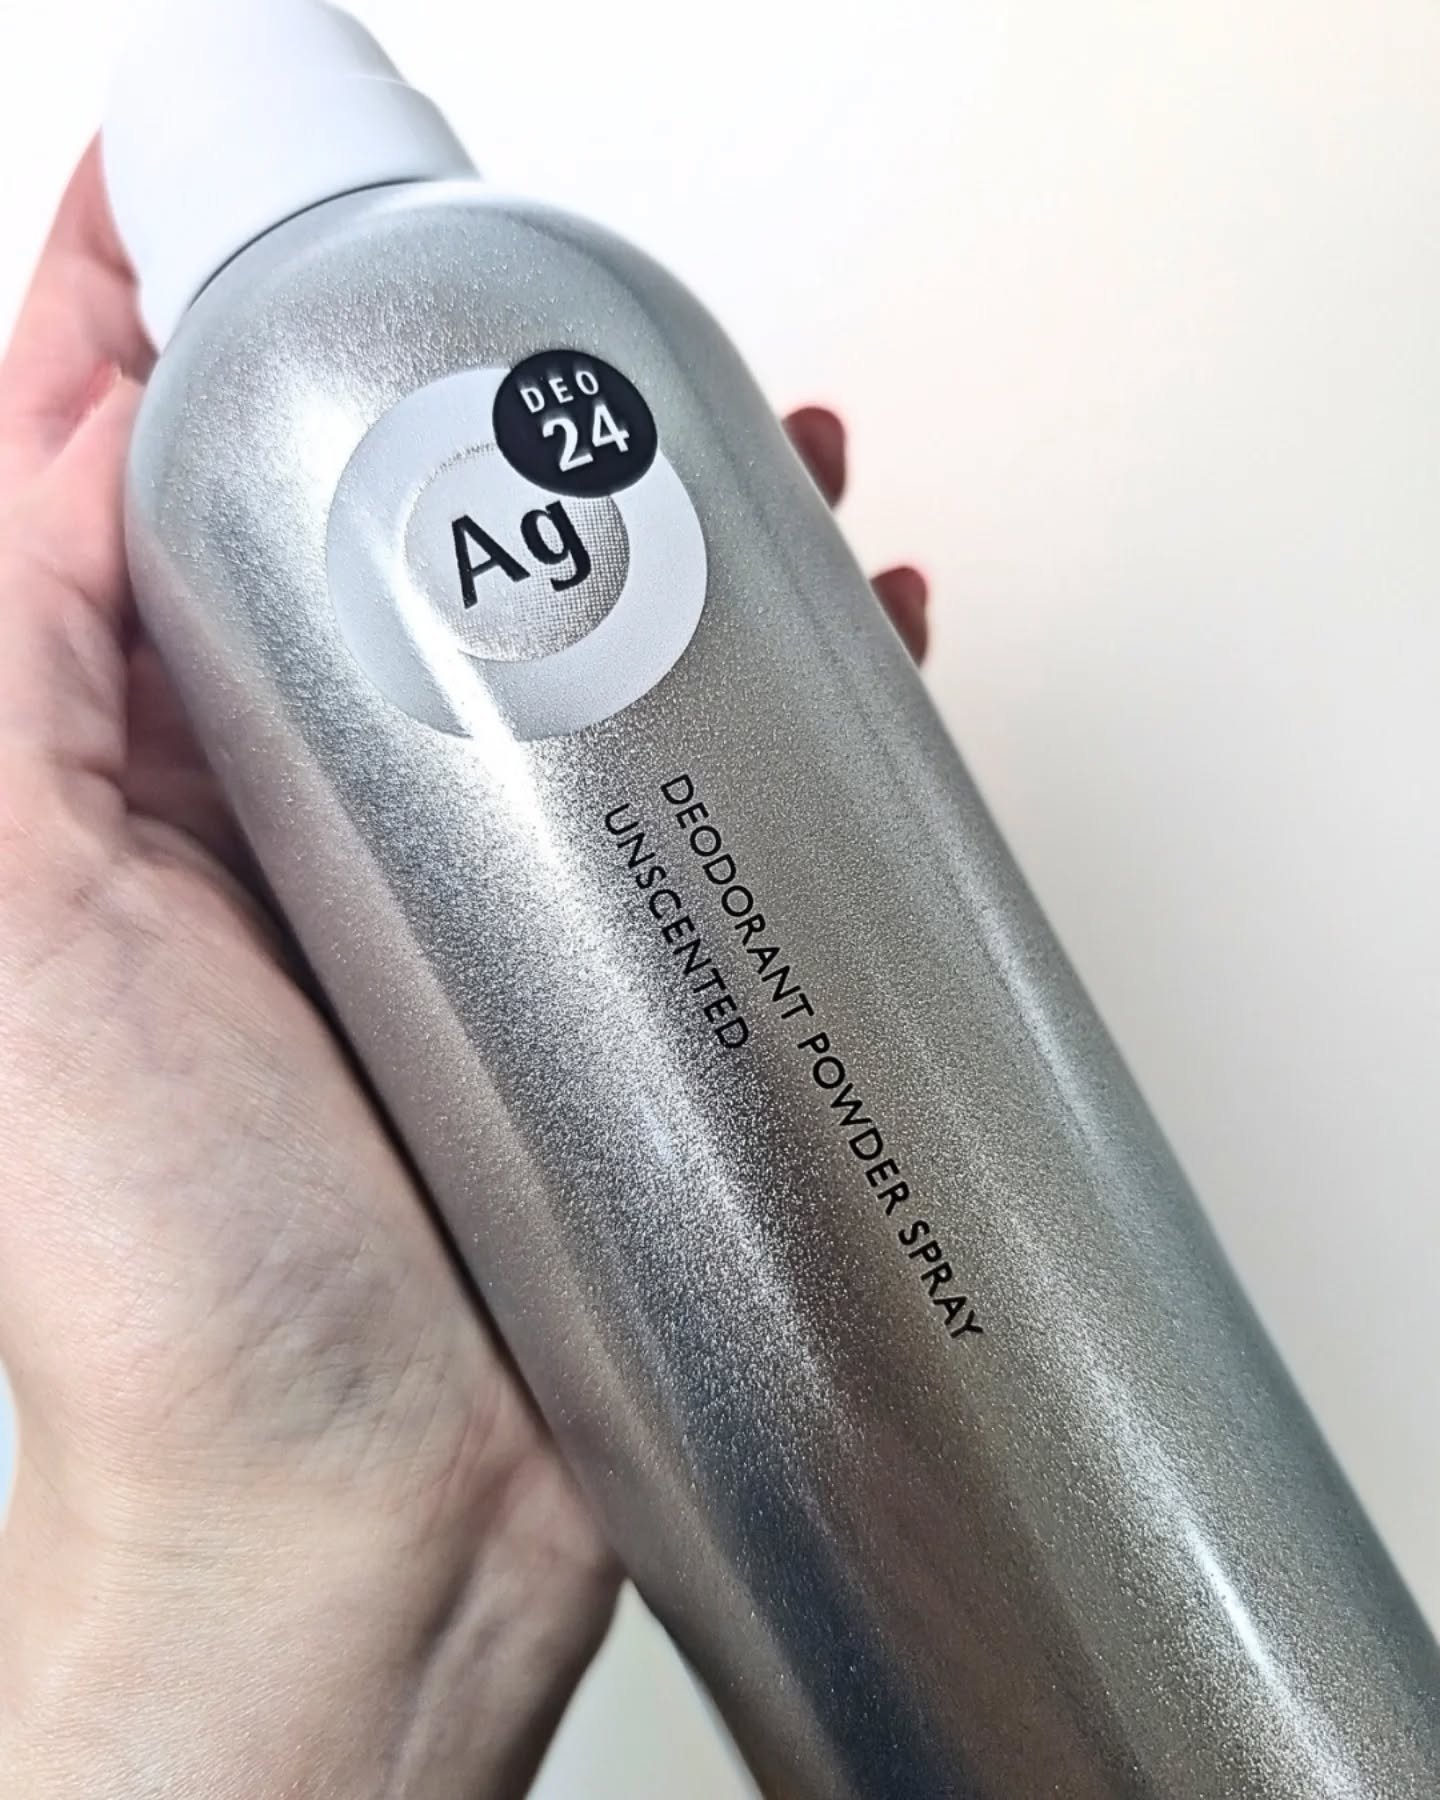 DEO
24
Ag
DEODORANT POWDER SPRAY
UNSCENTED